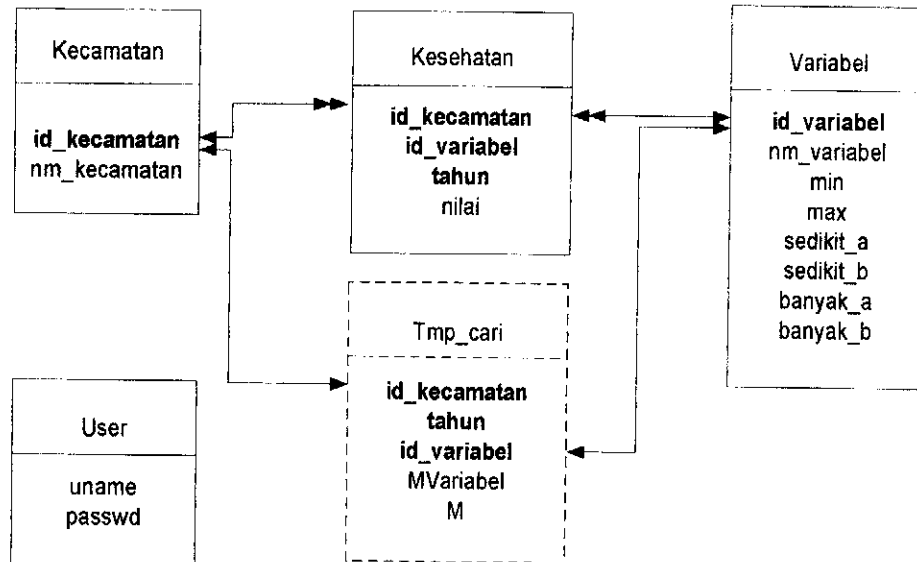 Kecamatan
id_kecamatan
nm_kecamatan
Kesehatan
id_kecamatan
id_variabel
tahun
nilai
Variabel
id_variabel
nm_variabel
min
max
sedikit_a
sedikit_b
banyak_a
banyak_b
Tmp_cari
id_kecamatan
tahun
id_variabel
MVariabel
M
User
uname
passwd